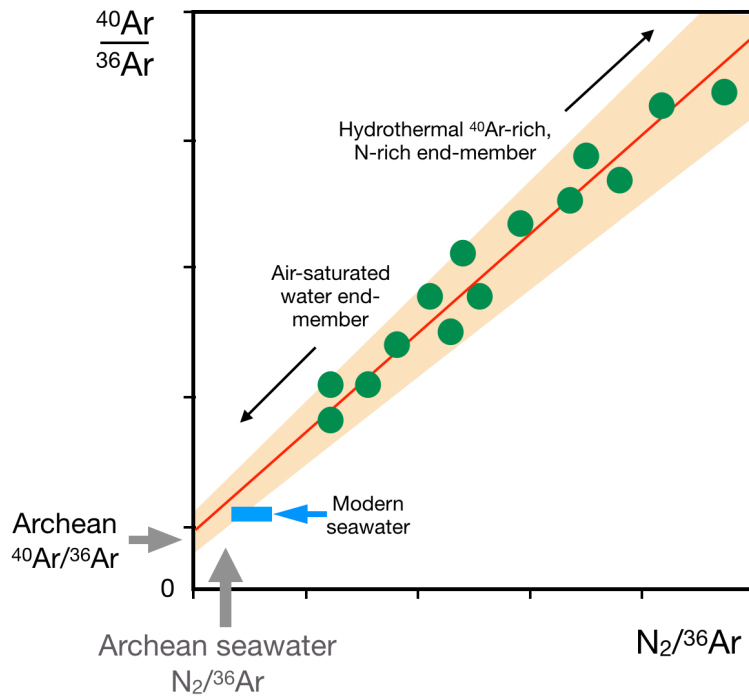 ⁴⁰Ar
³⁶Ar
Hydrothermal ⁴⁰Ar-rich,
N-rich end-member
Air-saturated
water end-
member
Modern
seawater
Archean
⁴⁰Ar/³⁶Ar
0
Archean seawater
N₂/³⁶Ar
N₂/³⁶Ar